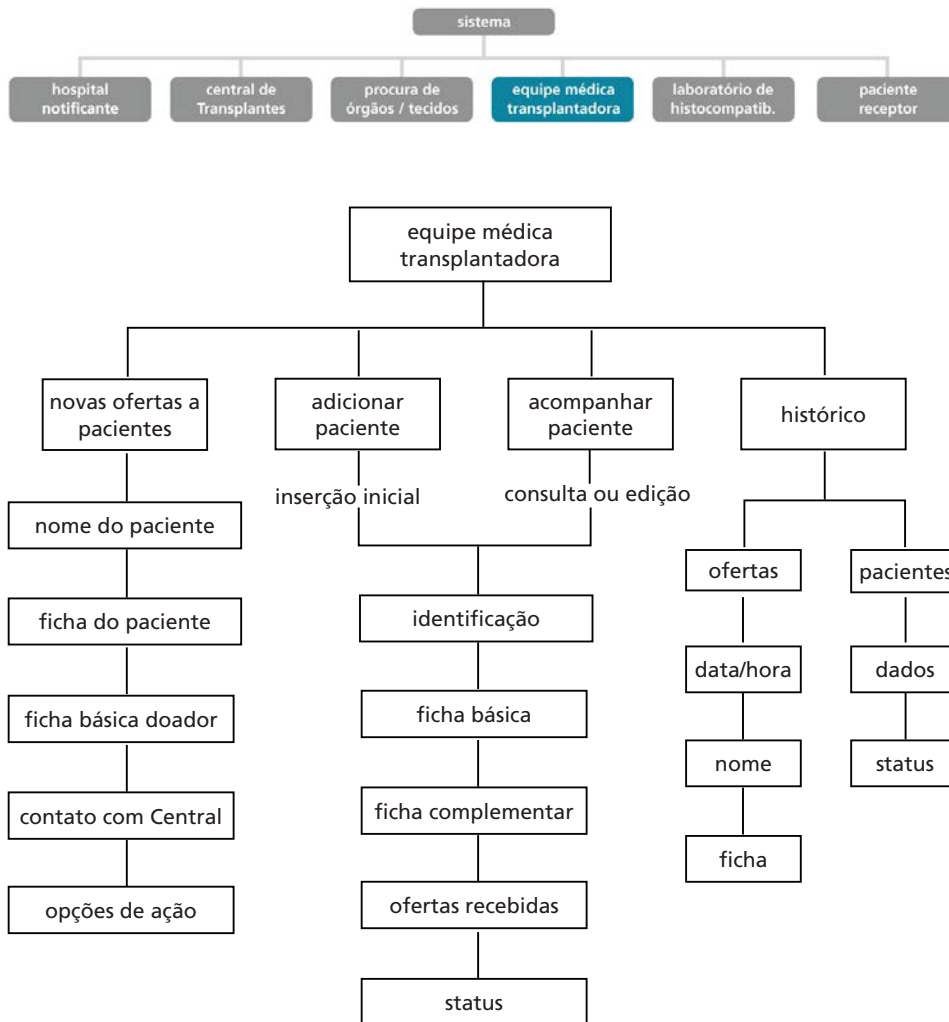 sistema
hospital
notificante
central de
Transplantes
procura de
órgãos / tecidos
equipe médica
transplantadora
laboratório de
histocompatib.
paciente
receptor
equipe médica
transplantadora
novas ofertas a
pacientes
adicionar
paciente
acompanhar
paciente
histórico
inserção inicial
consulta ou edição
nome do paciente
ficha do paciente
ficha básica doador
contato com Central
opções de ação
identificação
ficha básica
ficha complementar
ofertas recebidas
status
ofertas
data/hora
nome
ficha
pacientes
dados
status